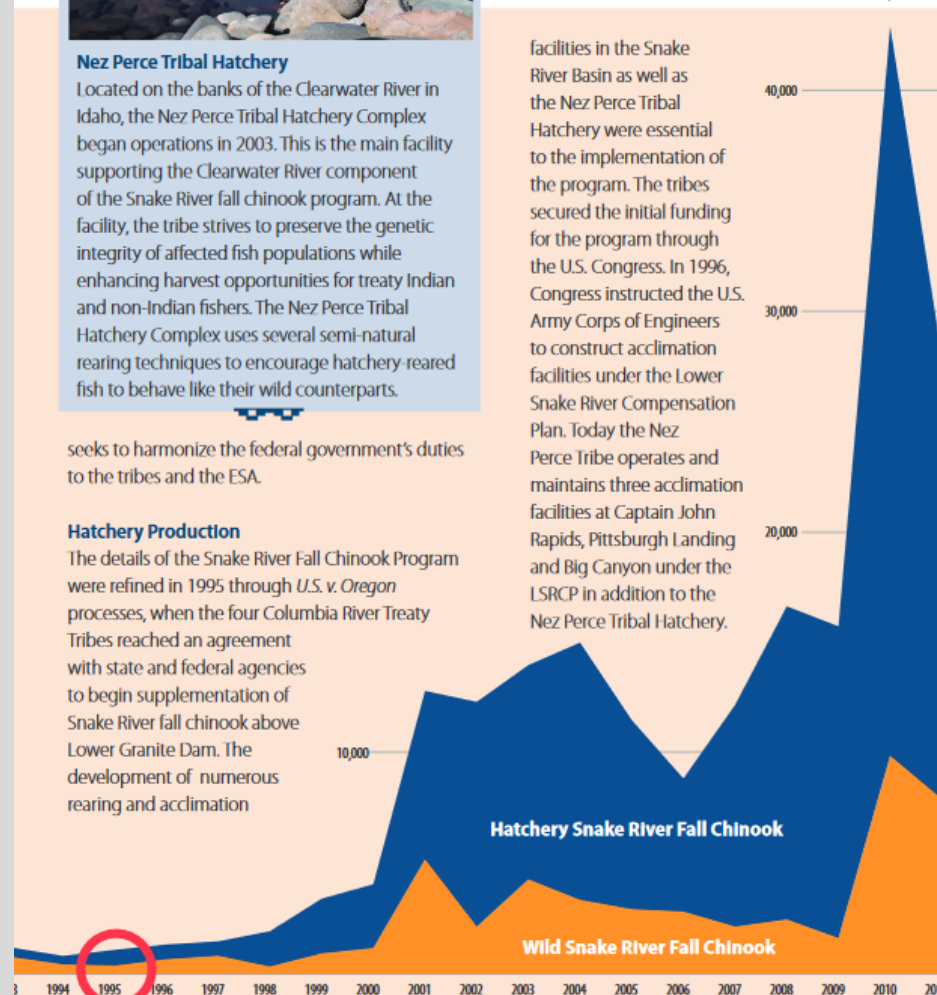 Nez Perce Tribal Hatchery
Located on the banks of the Clearwater River in
Idaho, the Nez Perce Tribal Hatchery Complex
began operations in 2003. This is the main facility
supporting the Clearwater River component
of the Snake River fall chinook program. At the
facility, the tribe strives to preserve the genetic
integrity of affected fish populations while
enhancing harvest opportunities for treaty Indian
and non-Indian fishers. The Nez Perce Tribal
Hatchery Complex uses several semi-natural
rearing techniques to encourage hatchery-reared
fish to behave like their wild counterparts.
seeks to harmonize the federal government's duties
to the tribes and the ESA.
Hatchery Production
The details of the Snake River Fall Chinook Program
were refined in 1995 through U.S. v. Oregon
processes, when the four Columbia River Treaty
Tribes reached an agreement
with state and federal agencies
to begin supplementation of
Snake River fall chinook above
Lower Granite Dam. The
development of numerous
rearing and acclimation
facilities in the Snake
River Basin as well as
the Nez Perce Tribal
Hatchery were essential
to the implementation of
the program. The tribes
secured the initial funding
for the program through
the U.S. Congress. In 1996,
Congress instructed the U.S.
Army Corps of Engineers
to construct acclimation
facilities under the Lower
Snake River Compensation
Plan. Today the Nez
Perce Tribe operates and
maintains three acclimation
facilities at Captain John
Rapids, Pittsburgh Landing
and Big Canyon under the
LSRCP in addition to the
Nez Perce Tribal Hatchery.
40,000
30,000
20,000
10,000
Hatchery Snake River Fall Chinook
Wild Snake River Fall Chinook
1994 1995 1996 1997 1998 1999 2000 2001 2002 2003 2004 2005 2006 2007 2008 2009 2010